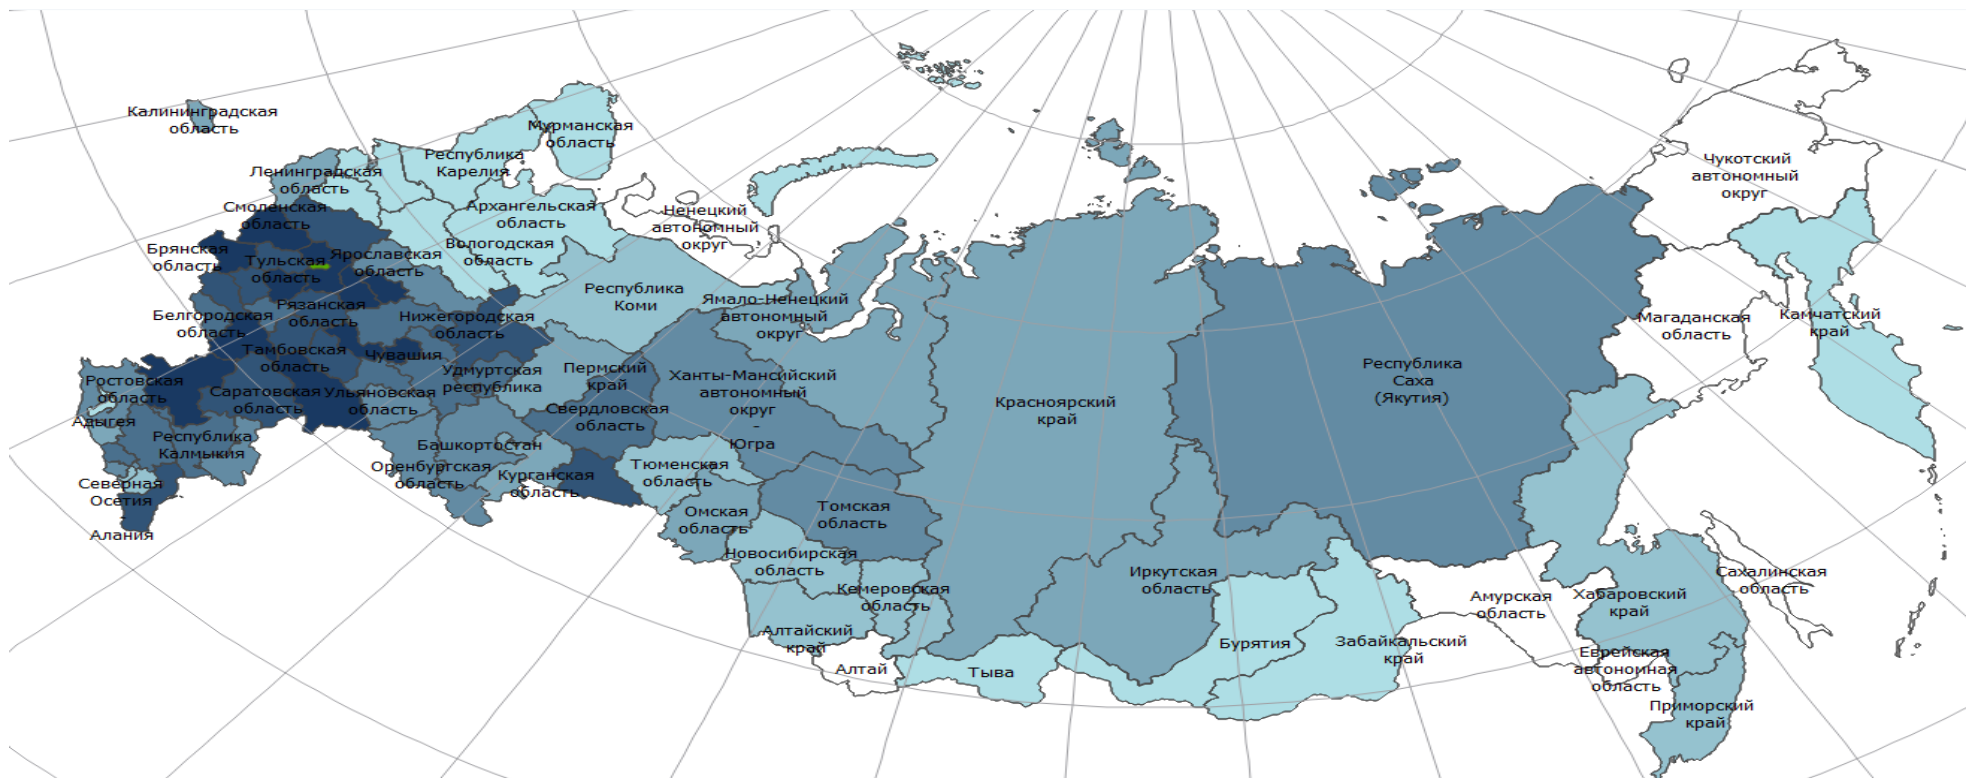 Калининградская
область
Мурманская
область
Республика
Карелия
Ленинградская
область
Чукотский
автономный
округ
Смоленская
область
Архангельская
область
Ненецкий
автономный
округ
Брянская
область
Тульская
область
Ярославская
область
Вологодская
область
Республика
Коми
Ямало-Ненецкий
автономный
округ
Белгородская
область
Рязанская
область
Нижегородская
область
Магаданская
область
Камчатский
край
Тамбовская
область
Чувашия
Удмуртская
республика
Пермский
край
Ханты-Мансийский
автономный
округ
–
Югра
Республика
Саха
(Якутия)
Ростовская
область
Саратовская
область
Ульяновская
область
Свердловская
область
Красноярский
край
Адыгея
Республика
Калмыкия
Башкортостан
Оренбургская
область
Курганская
область
Тюменская
область
Северная
Осетия
Алания
Омская
область
Томская
область
Новосибирская
область
Кемеровская
область
Иркутская
область
Амурская
область
Хабаровский
край
Сахалинская
область
Алтайский
край
Алтай
Тыва
Бурятия
Забайкальский
край
Еврейская
автономная
область
Приморский
край